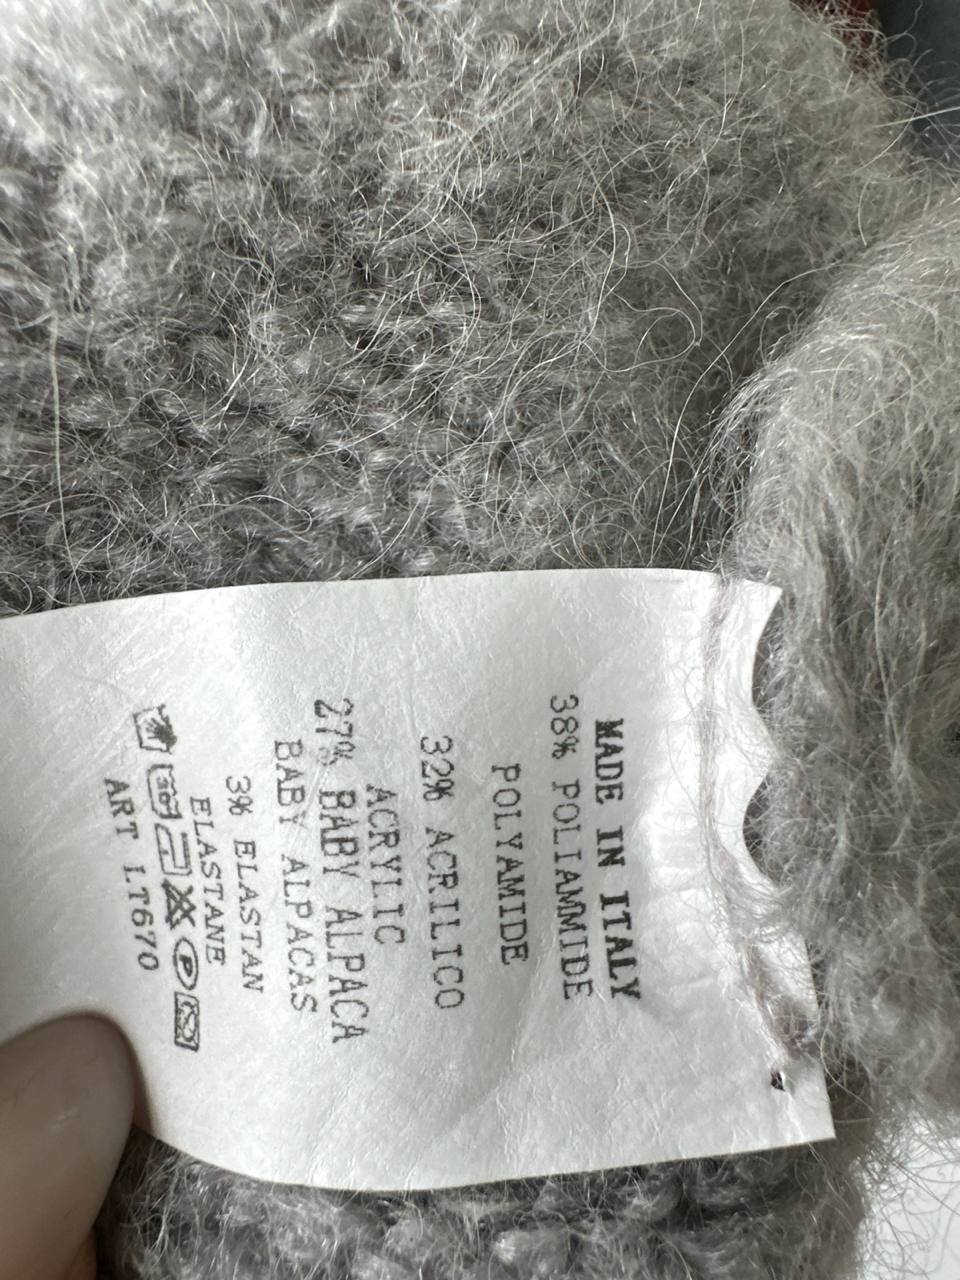 MADE IN ITALY
38% POLIAMMIDE
POLYAMIDE
32% ACRILICO
ACRYLIC
27% BABY ALPACA
BABY ALPACAS
3% ELASTAN
ELASTANE
P
ART LT670